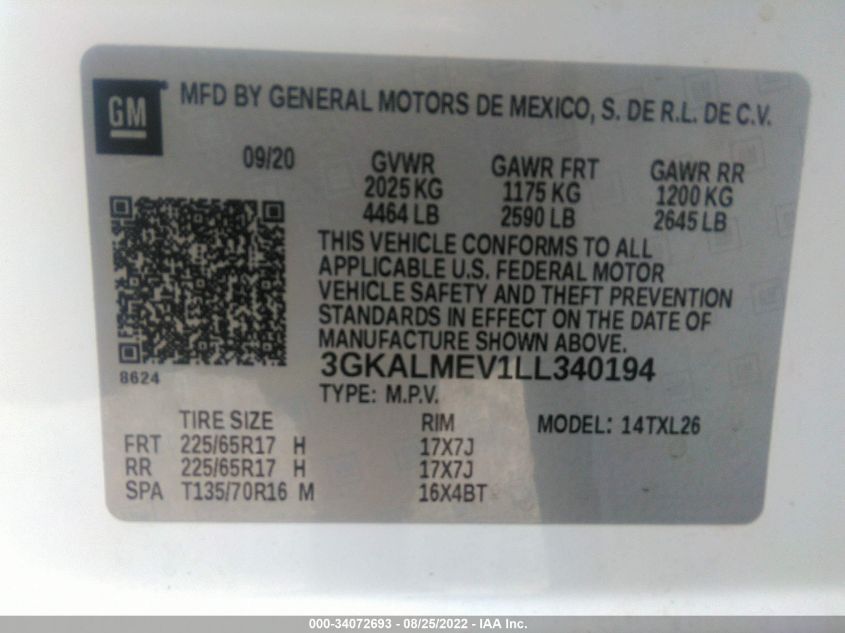 GM
MFD BY GENERAL MOTORS DE MEXICO, S. DE R.L. DE C.V.
09/20 GVWR GAWR FRT GAWR RR
2025 KG 1175 KG 1200 KG
4464 LB 2590 LB 2645 LB
THIS VEHICLE CONFORMS TO ALL
APPLICABLE U.S. FEDERAL MOTOR
VEHICLE SAFETY AND THEFT PREVENTION
STANDARDS IN EFFECT ON THE DATE OF
MANUFACTURE SHOWN ABOVE.
3GKALMEV1LL340194
8624
TYPE: M.P.V.
TIRE SIZE RIM MODEL: 14TXL26
FRT 225/65R17 H 17X7J
RR 225/65R17 H 17X7J
SPA T135/70R16 M 16X4BT
000-34072693 - 08/25/2022 - IAA Inc.